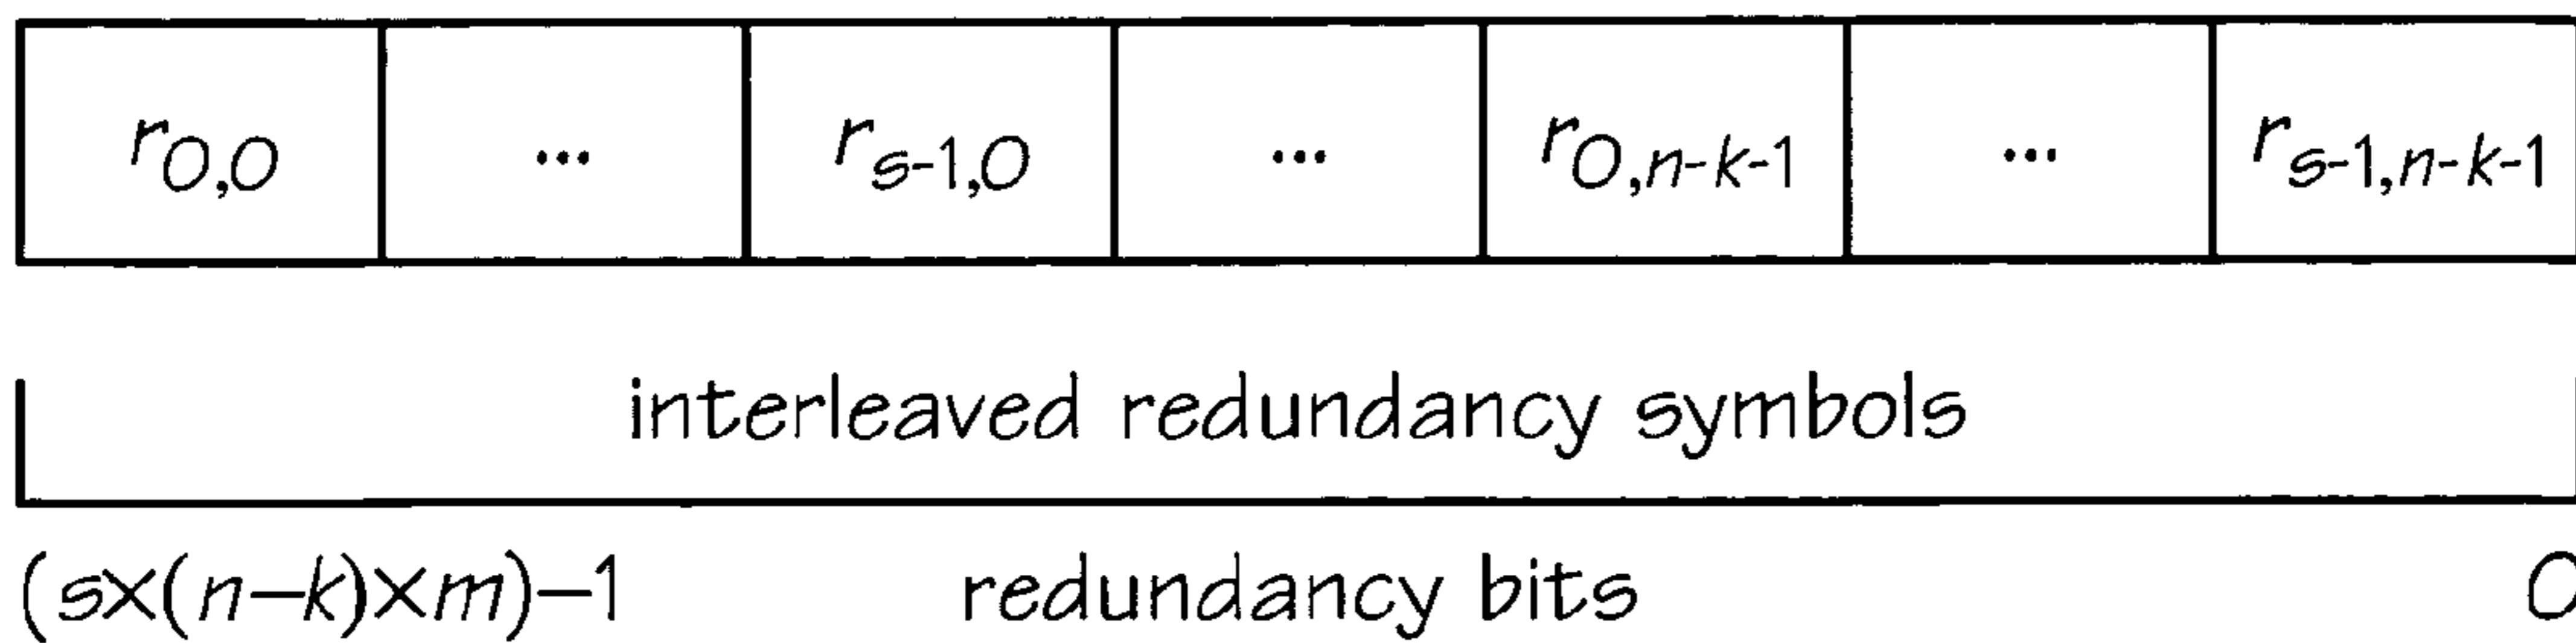 r0,0 ... rs-1,0 ... r0,n-k-1 ... rs-1,n-k-1
interleaved redundancy symbols
(s×(n−k)×m)−1 redundancy bits 0